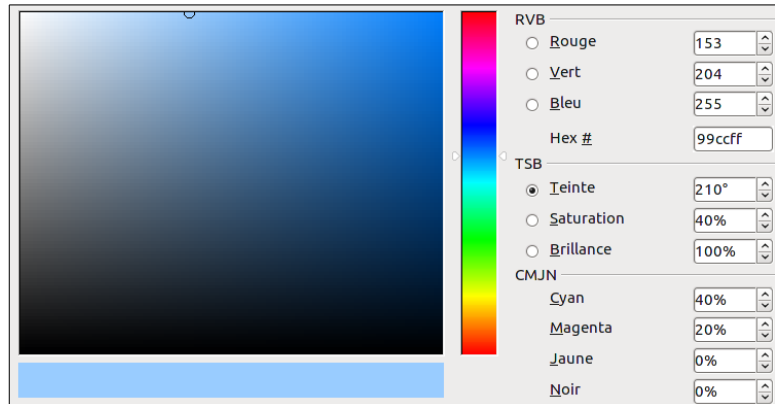 RVB
Rouge 153
Vert 204
Bleu 255
Hex # 99ccff
TSB
Teinte 210°
Saturation 40%
Brillance 100%
CMJN
Cyan 40%
Magenta 20%
Jaune 0%
Noir 0%